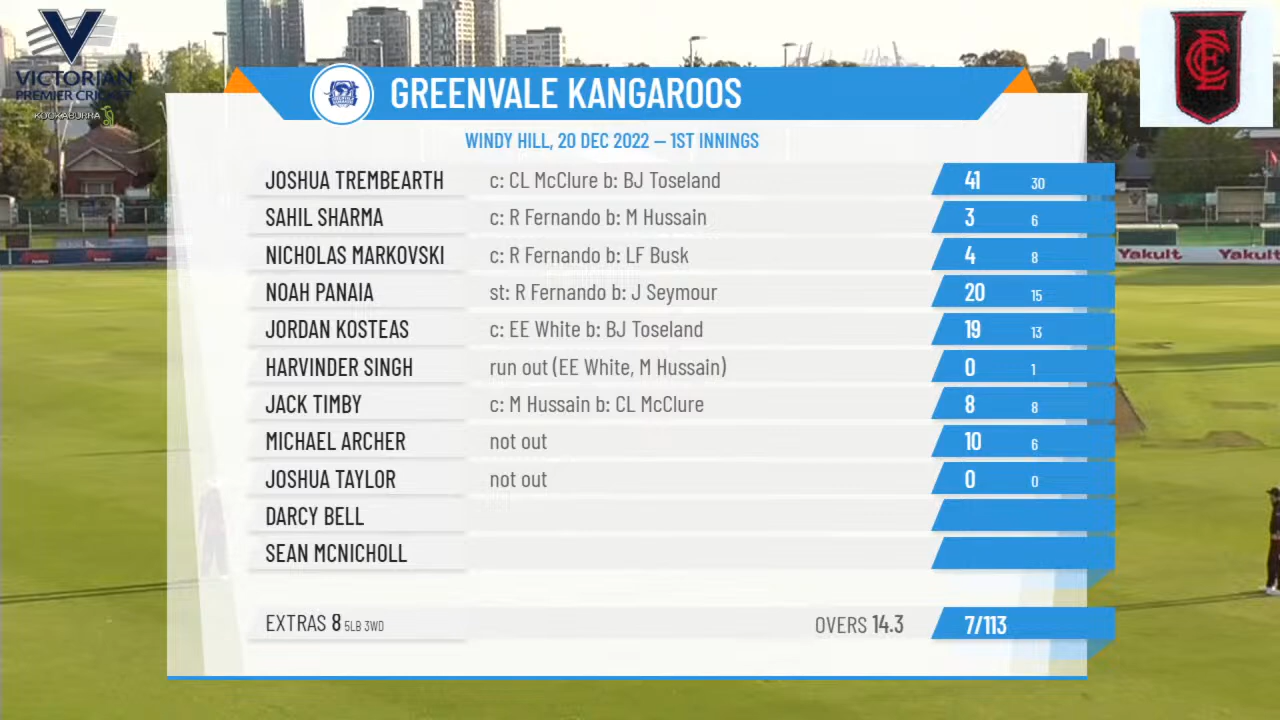 VICTORIAN
PREMIER CRICKET
KOOKABURRA
GREENVALE KANGAROOS
WINDY HILL, 20 DEC 2022 – 1ST INNINGS
JOSHUA TREMBEARTH c: CL McClure b: BJ Toseland 41 30
SAHIL SHARMA c: R Fernando b: M Hussain 3 6
NICHOLAS MARKOVSKI c: R Fernando b: LF Busk 4 8
NOAH PANAIA st: R Fernando b: J Seymour 20 15
JORDAN KOSTEAS c: EE White b: BJ Toseland 19 13
HARVINDER SINGH run out (EE White, M Hussain) 0 1
JACK TIMBY c: M Hussain b: CL McClure 8 8
MICHAEL ARCHER not out 10 6
JOSHUA TAYLOR not out 0 0
DARCY BELL
SEAN MCNICHOLL
EXTRAS 8 5LB 3WD OVERS 14.3 7/113
Yakult Yakult